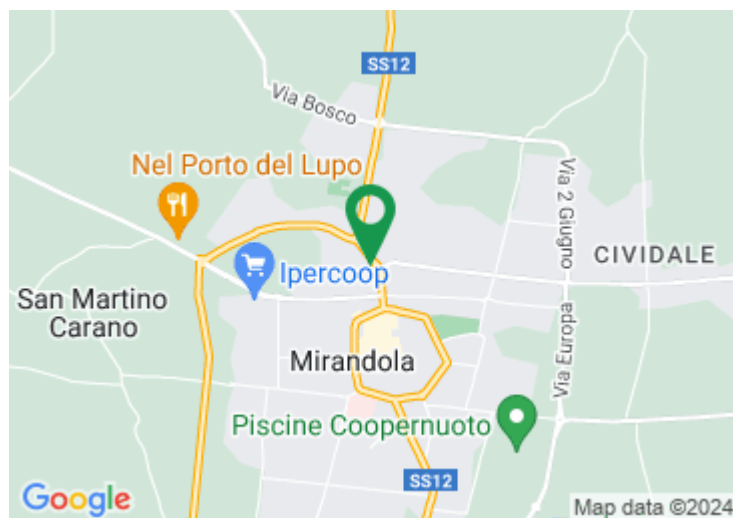 SS12
Via Bosco
Nel Porto del Lupo
Via 2 Giugno
CIVIDALE
Ipercoop
San Martino
Carano
Mirandola
Via Europa
Piscine Coopernuoto
SS12
Google
Map data ©2024